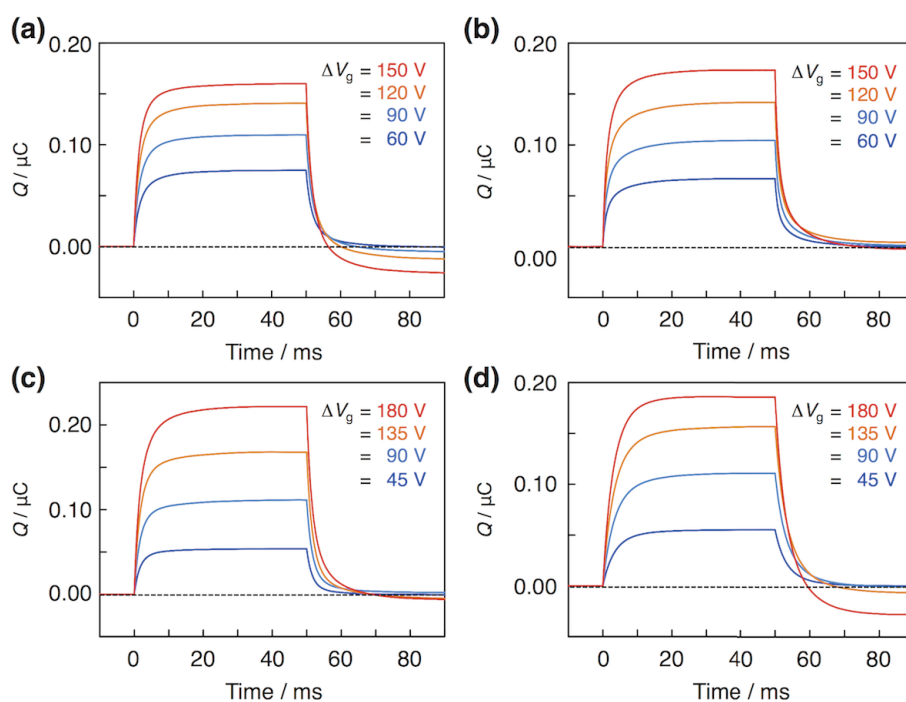 (a)
0.20
0.10
0.00
Q / μC
ΔVg = 150 V
= 120 V
= 90 V
= 60 V
0 20 40 60 80
Time / ms
(b)
0.20
0.10
0.00
Q / μC
ΔVg = 150 V
= 120 V
= 90 V
= 60 V
0 20 40 60 80
Time / ms
(c)
0.20
0.10
0.00
Q / μC
ΔVg = 180 V
= 135 V
= 90 V
= 45 V
0 20 40 60 80
Time / ms
(d)
0.20
0.10
0.00
Q / μC
ΔVg = 180 V
= 135 V
= 90 V
= 45 V
0 20 40 60 80
Time / ms